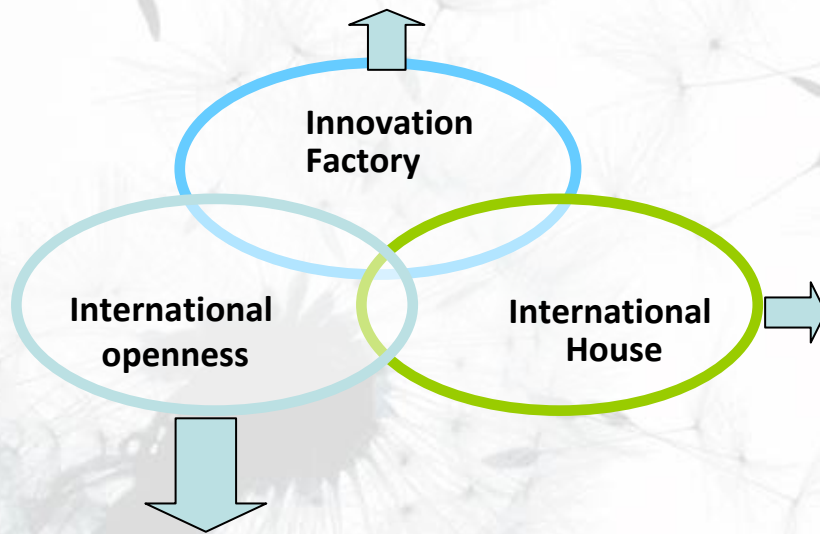 Innovation
Factory
International
openness
International
House